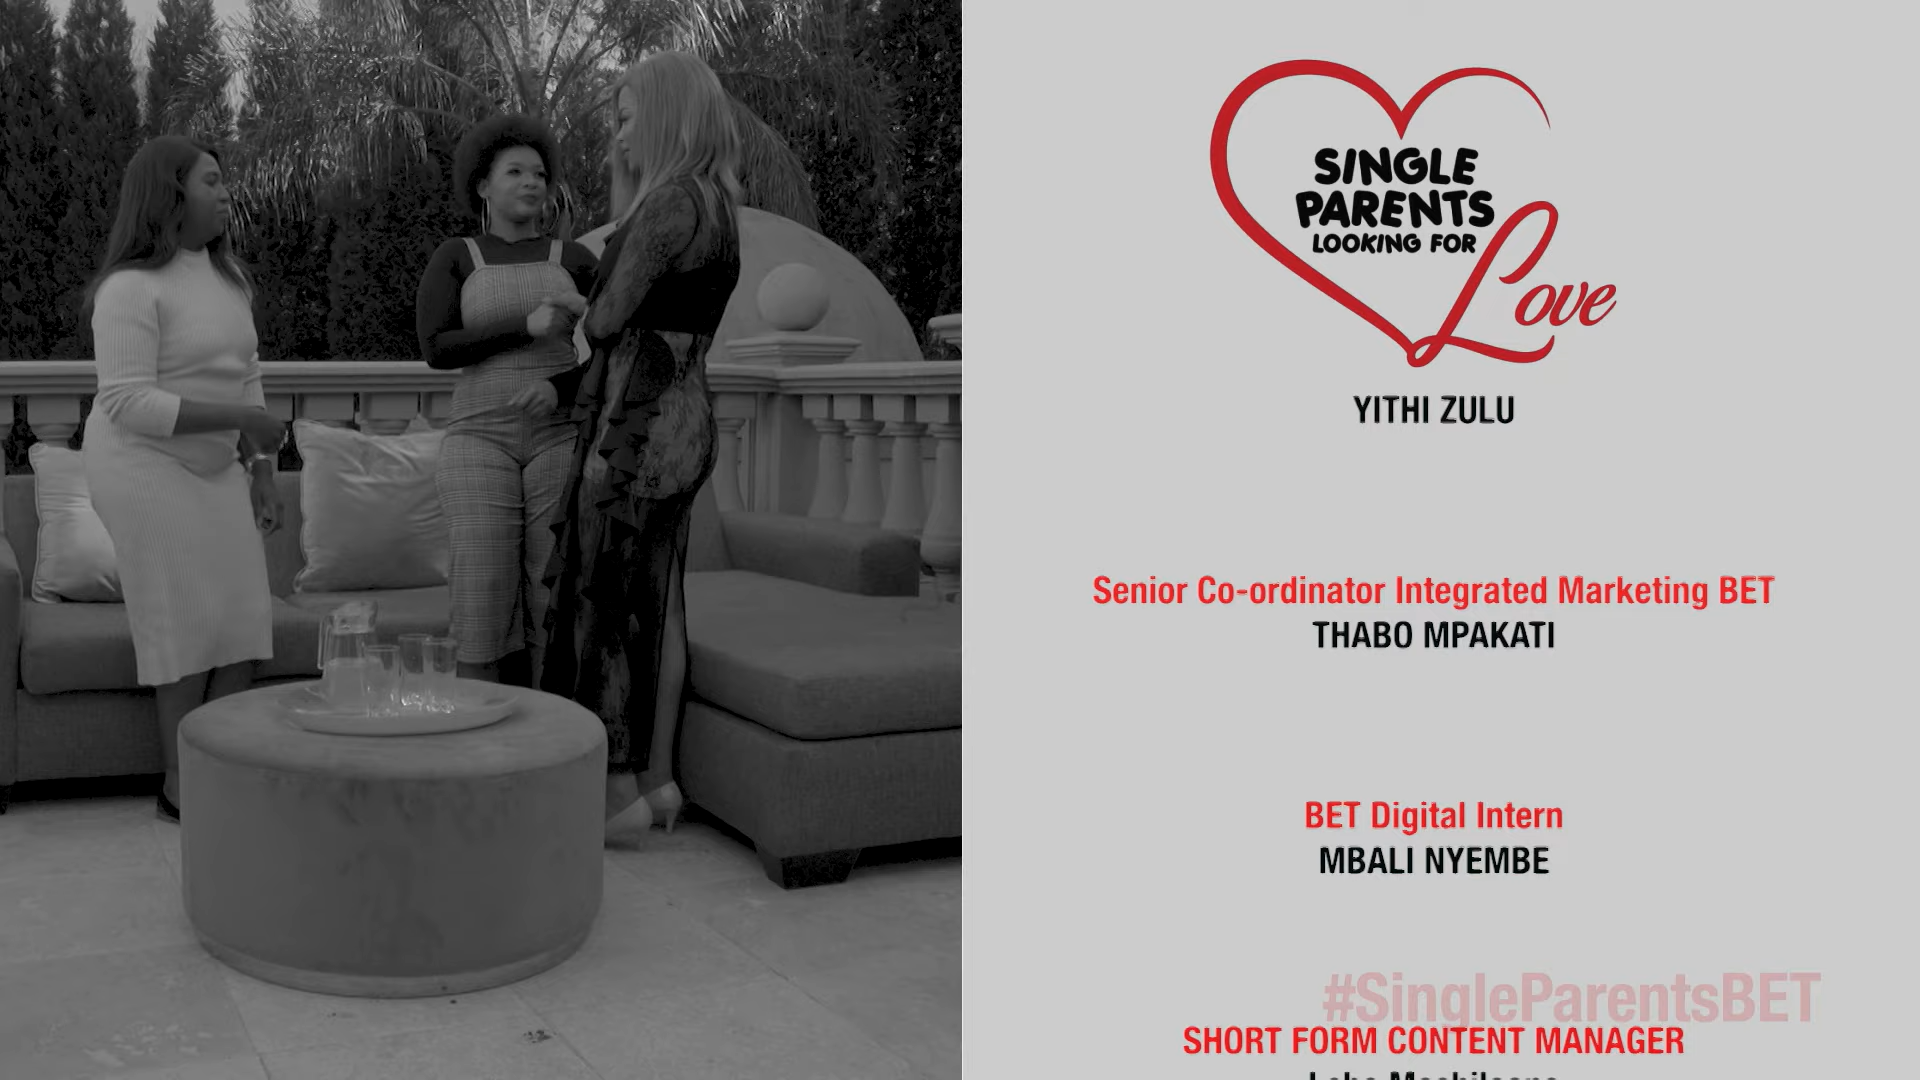 SINGLE
PARENTS
LOOKING FOR
Love
YITHI ZULU
Senior Co-ordinator Integrated Marketing BET
THABO MPAKATI
BET Digital Intern
MBALI NYEMBE
#SingleParentsBET
SHORT FORM CONTENT MANAGER